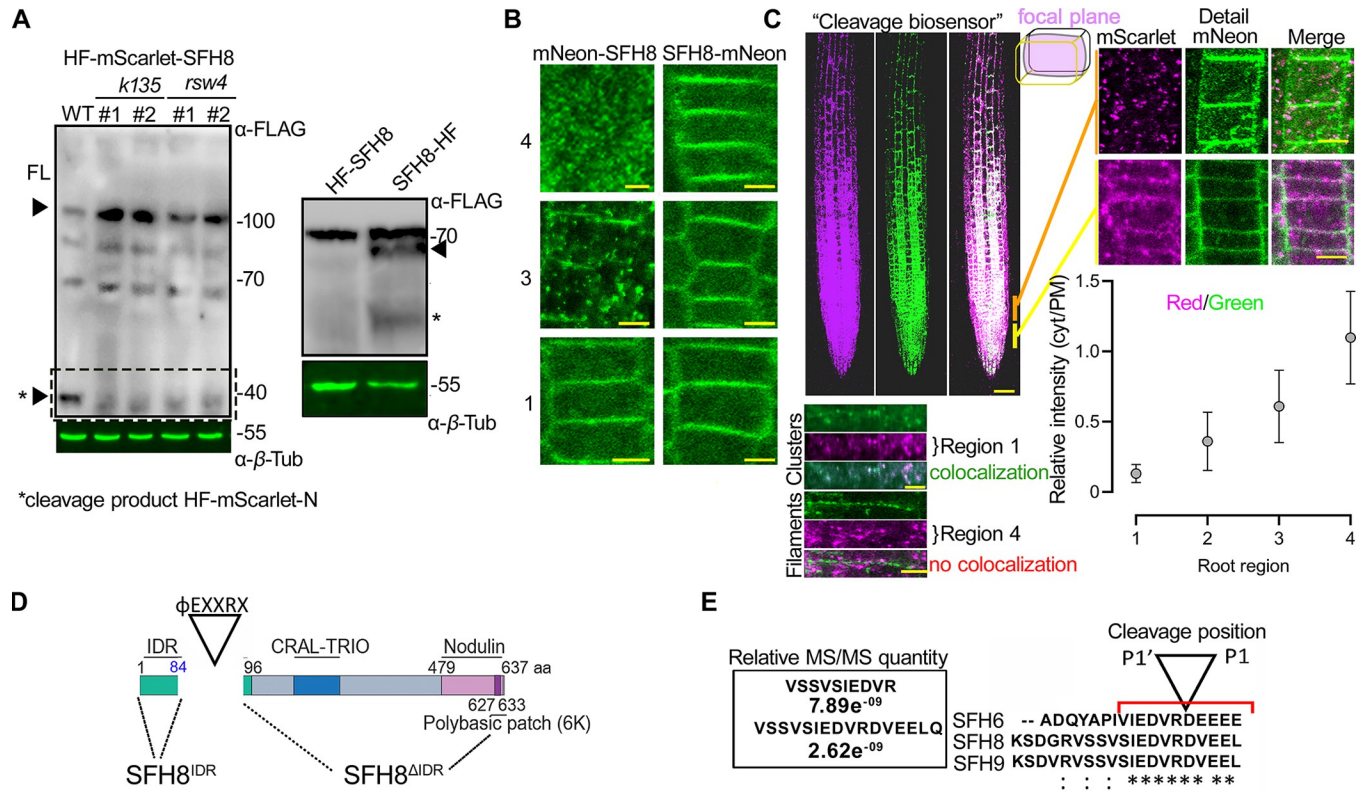 A
HF-mScarlet-SFH8
k135 rsw4
WT #1 #2 #1 #2
α-FLAG
FL
-100
-70
*
-40
-55
α-β-Tub
*cleavage product HF-mScarlet-N
HF-SFH8
SFH8-HF
α-FLAG
-70
*
-55
α-β-Tub
B
mNeon-SFH8 SFH8-mNeon
4
3
1
C
“Cleavage biosensor”
focal plane
Detail
mScarlet mNeon Merge
Filaments Clusters
}Region 1
colocalization
}Region 4
no colocalization
Relative intensity (cyt/PM)
Red/Green
1.5
1.0
0.5
0
1 2 3 4
Root region
D
ϕEXXRX
IDR CRAL-TRIO Nodulin
1 84 96 479 637 aa
627 633
Polybasic patch (6K)
SFH8IDR SFH8ΔIDR
E
Relative MS/MS quantity
VSSVSIEDVR
7.89e-09
VSSVSIEDVRDVEELQ
2.62e-09
Cleavage position
P1’ P1
SFH6 -- ADQYAPIVIEDVRDEEEE
SFH8 KSDGRVSSVSIEDVRDVEEL
SFH9 KSDVRVSSVSIEDVRDVEEL
: : : ****** **